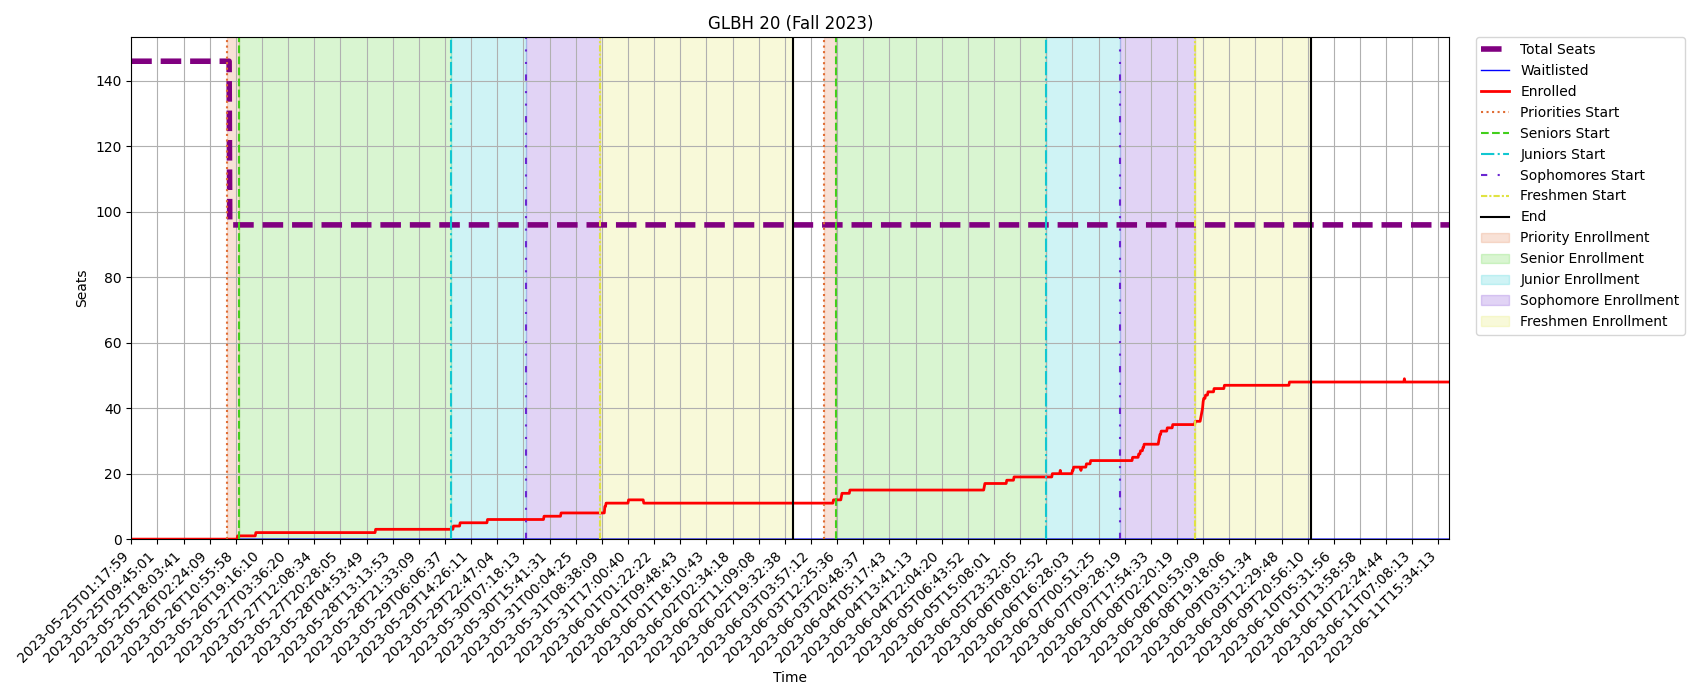 GLBH 20 (Fall 2023)
Seats
140
120
100
80
60
40
20
0
2023-05-25T01:17:59
2023-05-25T09:45:01
2023-05-25T18:03:41
2023-05-26T02:24:09
2023-05-26T10:55:58
2023-05-26T19:16:10
2023-05-27T03:36:20
2023-05-27T12:08:34
2023-05-27T20:28:05
2023-05-28T04:53:49
2023-05-28T13:13:53
2023-05-28T21:33:09
2023-05-29T06:06:37
2023-05-29T14:26:11
2023-05-29T22:47:04
2023-05-30T07:18:13
2023-05-30T15:41:31
2023-05-31T00:04:25
2023-05-31T08:38:09
2023-05-31T17:00:40
2023-06-01T01:22:22
2023-06-01T09:48:43
2023-06-01T18:10:43
2023-06-02T02:34:18
2023-06-02T11:09:08
2023-06-02T19:32:38
2023-06-03T03:57:12
2023-06-03T12:25:36
2023-06-03T20:48:37
2023-06-04T05:17:43
2023-06-04T13:41:13
2023-06-04T22:04:20
2023-06-05T06:43:52
2023-06-05T15:08:01
2023-06-05T23:32:05
2023-06-06T08:02:52
2023-06-06T16:28:03
2023-06-07T00:51:25
2023-06-07T09:28:19
2023-06-07T17:54:33
2023-06-08T02:20:19
2023-06-08T10:53:09
2023-06-08T19:18:06
2023-06-09T03:51:34
2023-06-09T12:29:48
2023-06-09T20:56:10
2023-06-10T05:31:56
2023-06-10T13:58:58
2023-06-10T22:24:44
2023-06-11T07:08:13
2023-06-11T15:34:13
Time
Total Seats
Waitlisted
Enrolled
Priorities Start
Seniors Start
Juniors Start
Sophomores Start
Freshmen Start
End
Priority Enrollment
Senior Enrollment
Junior Enrollment
Sophomore Enrollment
Freshmen Enrollment